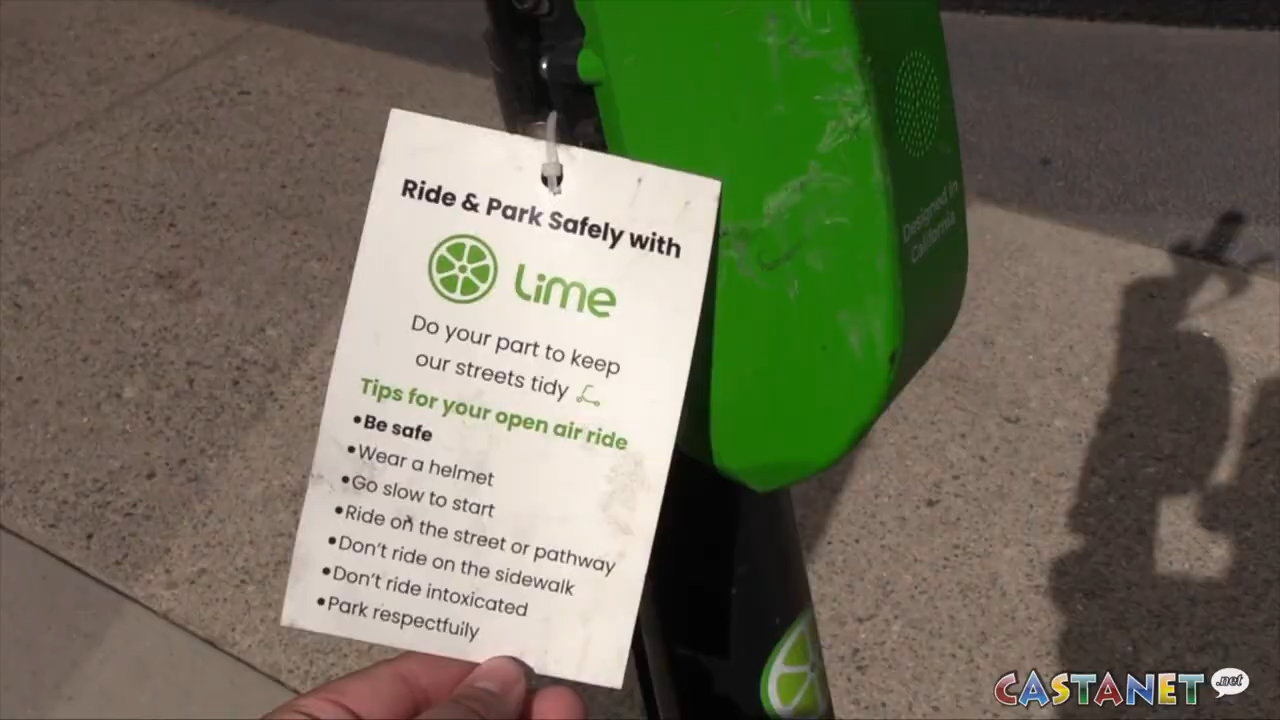 Ride & Park Safely with
Lime
Do your part to keep
our streets tidy
Tips for your open air ride
•Be safe
•Wear a helmet
•Go slow to start
•Ride on the street or pathway
•Don't ride on the sidewalk
•Don't ride intoxicated
•Park respectfully
Designed in
California
CASTANET .net